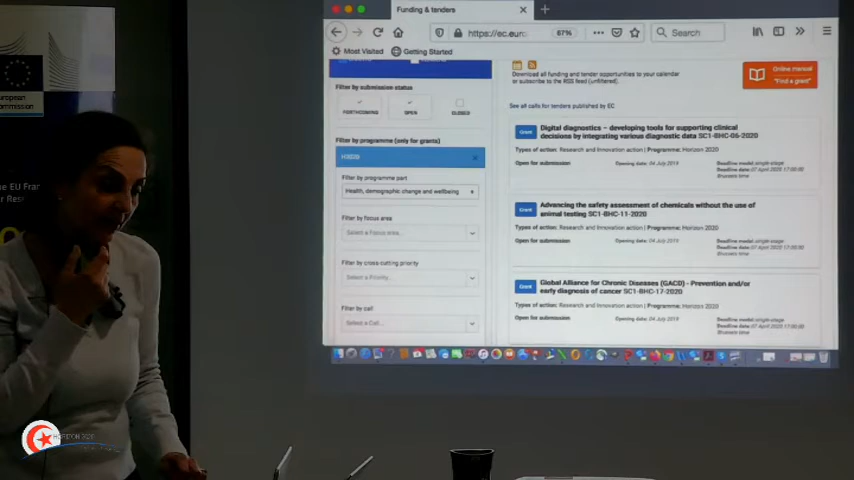 Funding & tenders
https://ec.eur
67%
Search
Most Visited
Getting Started
European
Commission
Filter by submission status
FORTHCOMING
OPEN
CLOSED
Filter by programme (only for grants)
H2020
Filter by programme part
Health, demographic change and wellbeing
Filter by focus area
Select a Focus Area...
Filter by cross-cutting priority
Select a Priority...
Filter by call
Select a Call...
Download all funding and tender opportunities to your calendar
or subscribe to the RSS feed (unfiltered)
Online manual
"Find a grant"
See all calls for tenders published by EC
Grant
Digital diagnostics – developing tools for supporting clinical
decisions by integrating various diagnostic data SC1-BHC-06-2020
Types of action: Research and Innovation action | Programme: Horizon 2020
Open for submission
Opening date: 04 July 2019
Deadline model: single-stage
Deadline date: 07 April 2020 17:00:00
Brussels time
Grant
Advancing the safety assessment of chemicals without the use of
animal testing SC1-BHC-11-2020
Types of action: Research and Innovation action | Programme: Horizon 2020
Open for submission
Opening date: 04 July 2019
Deadline model: single-stage
Deadline date: 07 April 2020 17:00:00
Brussels time
Grant
Global Alliance for Chronic Diseases (GACD) - Prevention and/or
early diagnosis of cancer SC1-BHC-17-2020
Types of action: Research and Innovation action | Programme: Horizon 2020
Open for submission
Opening date: 04 July 2019
Deadline model: single-stage
Deadline date: 07 April 2020 17:00:00
Brussels time
e EU Fra
r Res
HORIZON 2020